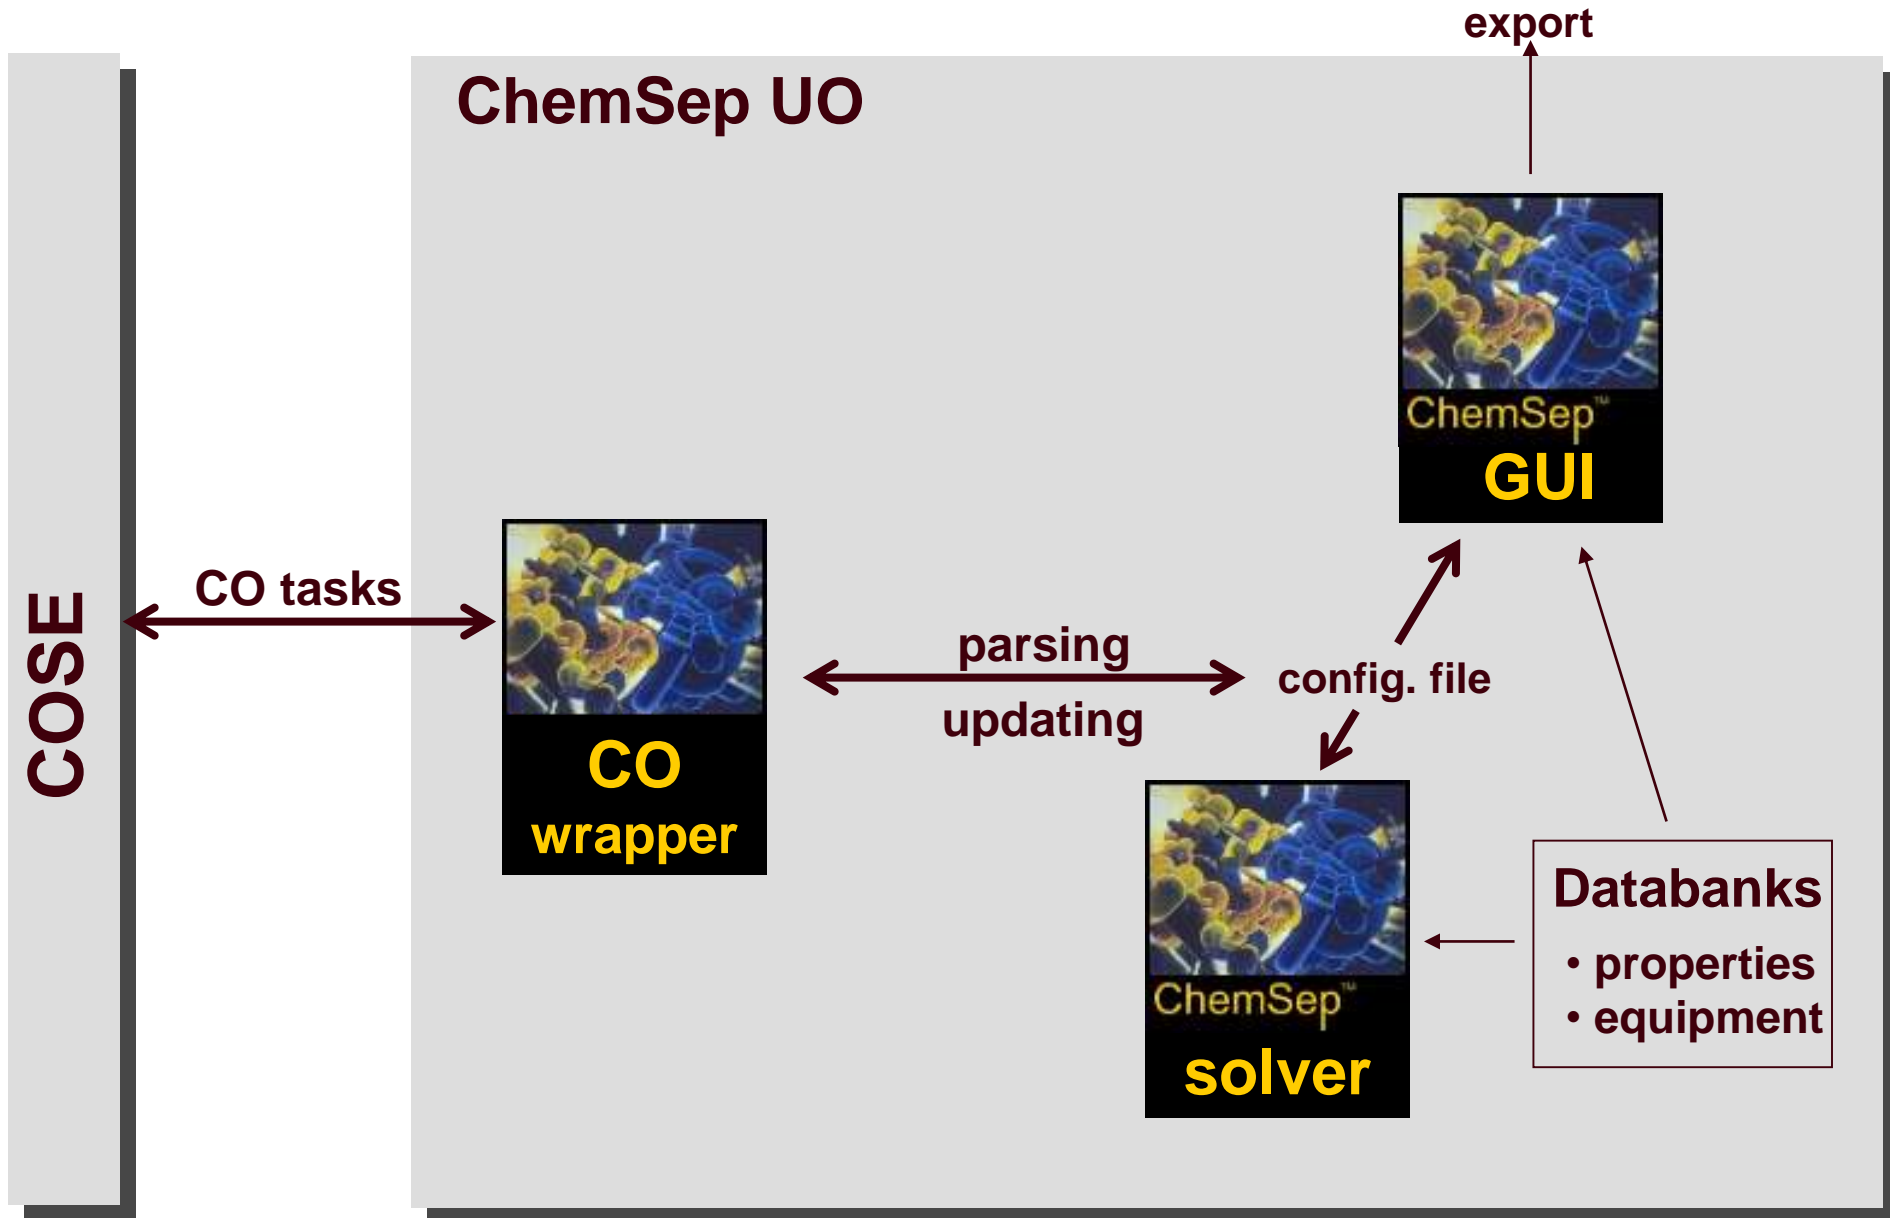 export
ChemSep UO
ChemSep™
GUI
COSE
CO tasks
parsing
updating
config. file
CO
wrapper
ChemSep™
solver
Databanks
• properties
• equipment